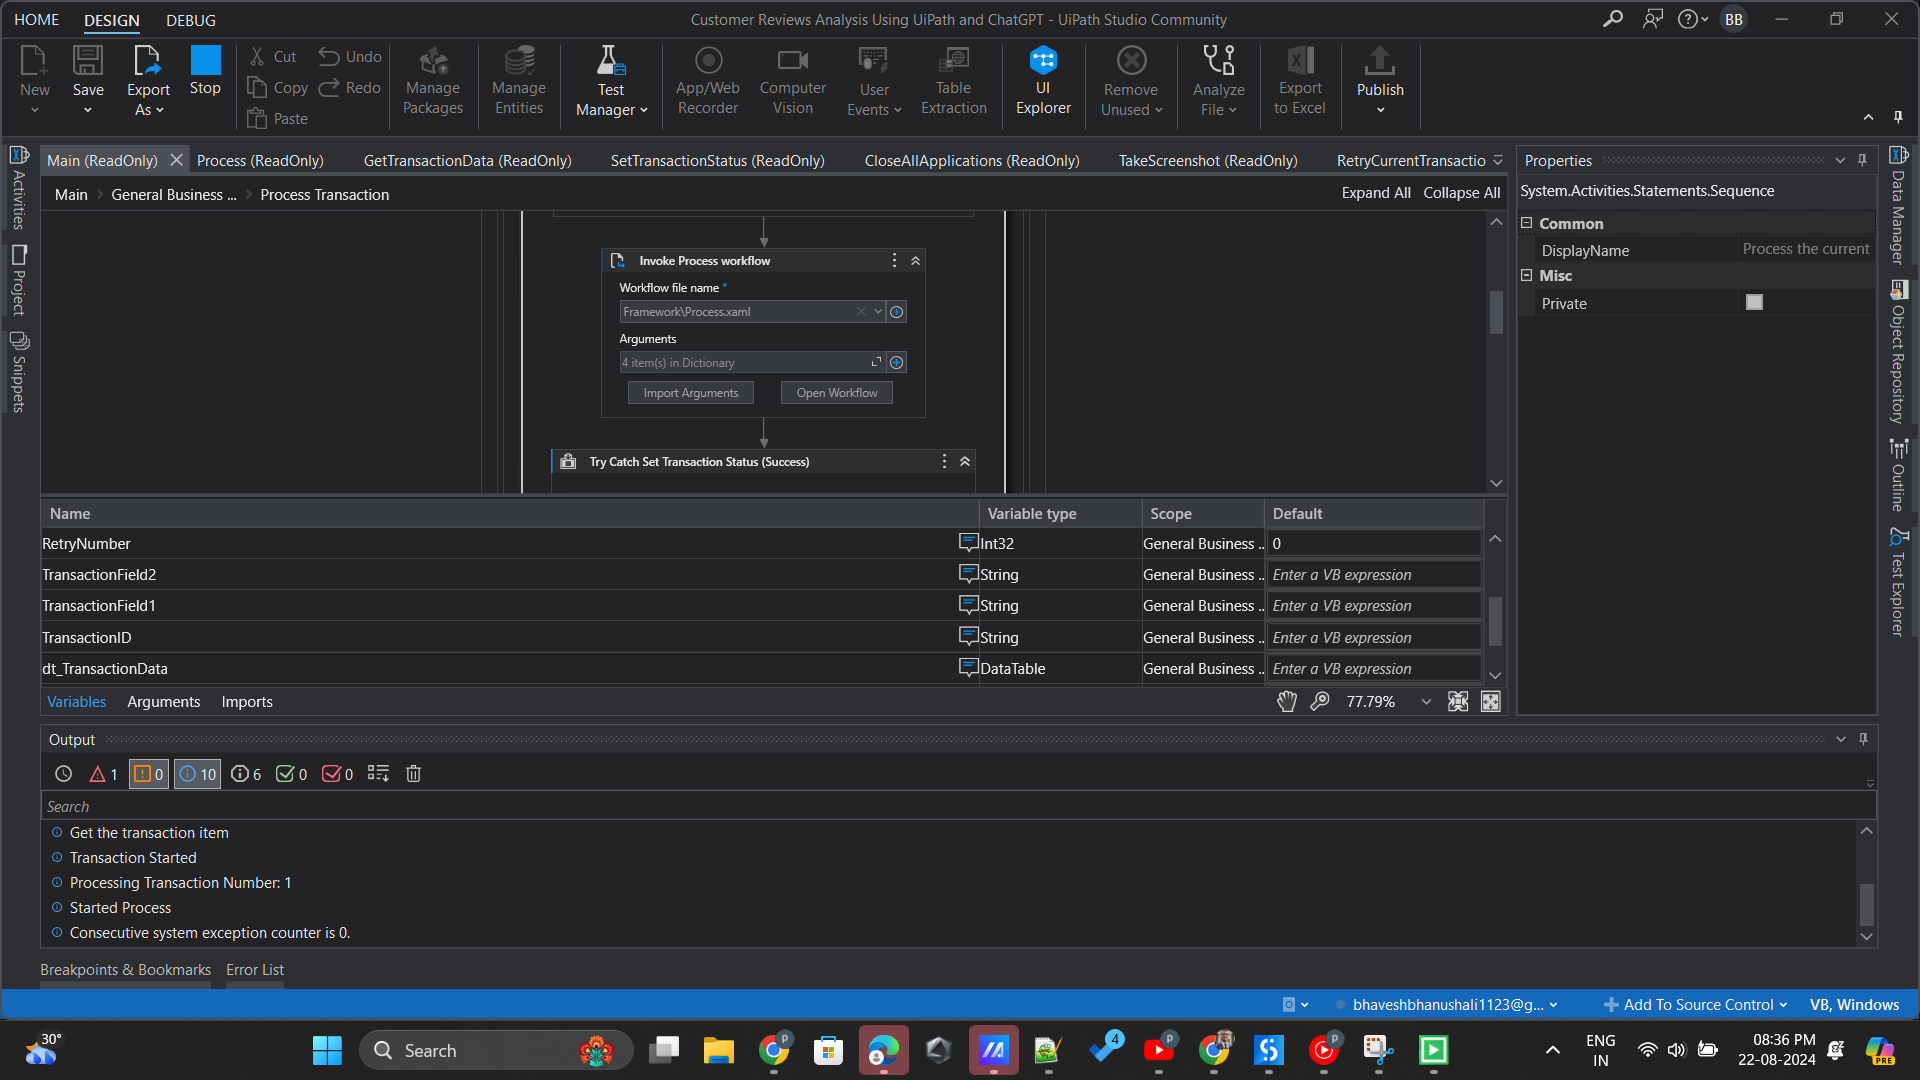 HOME DESIGN DEBUG
Customer Reviews Analysis Using UiPath and ChatGPT - UiPath Studio Community
BB
New
Save
Export As
Stop
Cut
Copy
Paste
Undo
Redo
Manage Packages
Manage Entities
Test Manager
App/Web Recorder
Computer Vision
User Events
Table Extraction
UI Explorer
Remove Unused
Analyze File
Export to Excel
Publish
Main (ReadOnly)
Process (ReadOnly)
GetTransactionData (ReadOnly)
SetTransactionStatus (ReadOnly)
CloseAllApplications (ReadOnly)
TakeScreenshot (ReadOnly)
RetryCurrentTransactio
Activities
Project
Snippets
Main > General Business ... > Process Transaction
Expand All Collapse All
Invoke Process workflow
Workflow file name *
Framework\Process.xaml
Arguments
4 item(s) in Dictionary
Import Arguments
Open Workflow
Try Catch Set Transaction Status (Success)
Properties
System.Activities.Statements.Sequence
Common
DisplayName Process the current
Misc
Private
Data Manager
Object Repository
Outline
Test Explorer
Name Variable type Scope Default
RetryNumber Int32 General Business .. 0
TransactionField2 String General Business .. Enter a VB expression
TransactionField1 String General Business .. Enter a VB expression
TransactionID String General Business .. Enter a VB expression
dt_TransactionData DataTable General Business .. Enter a VB expression
Variables Arguments Imports
77.79%
Output
1 0 10 6 0 0
Search
Get the transaction item
Transaction Started
Processing Transaction Number: 1
Started Process
Consecutive system exception counter is 0.
Breakpoints & Bookmarks Error List
bhaveshbhanushali1123@g...
Add To Source Control
VB, Windows
30°
Search
4
P
P
P
ENG
IN
08:36 PM
22-08-2024
PRE